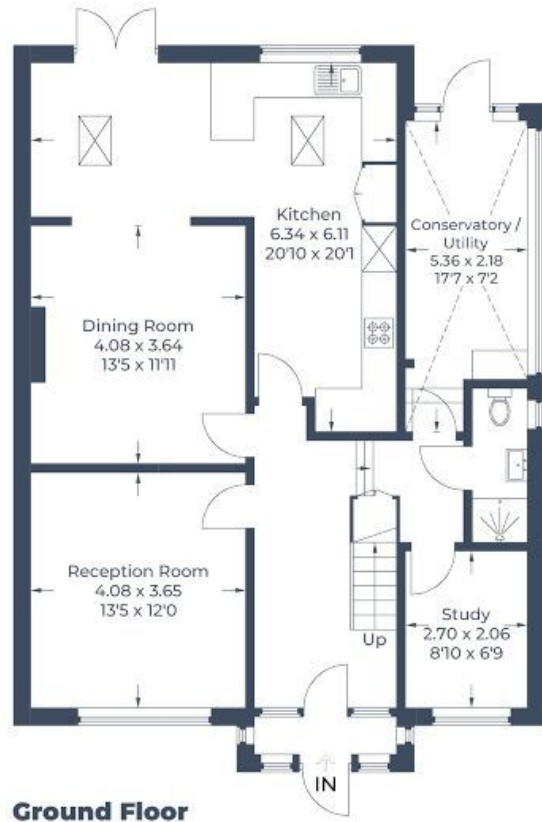 Kitchen
6.34 x 6.11
20'10 x 20'1
Conservatory /
Utility
5.36 x 2.18
17'7 x 7'2
Dining Room
4.08 x 3.64
13'5 x 11'11
Reception Room
4.08 x 3.65
13'5 x 12'0
Study
2.70 x 2.06
8'10 x 6'9
Up
IN
Ground Floor